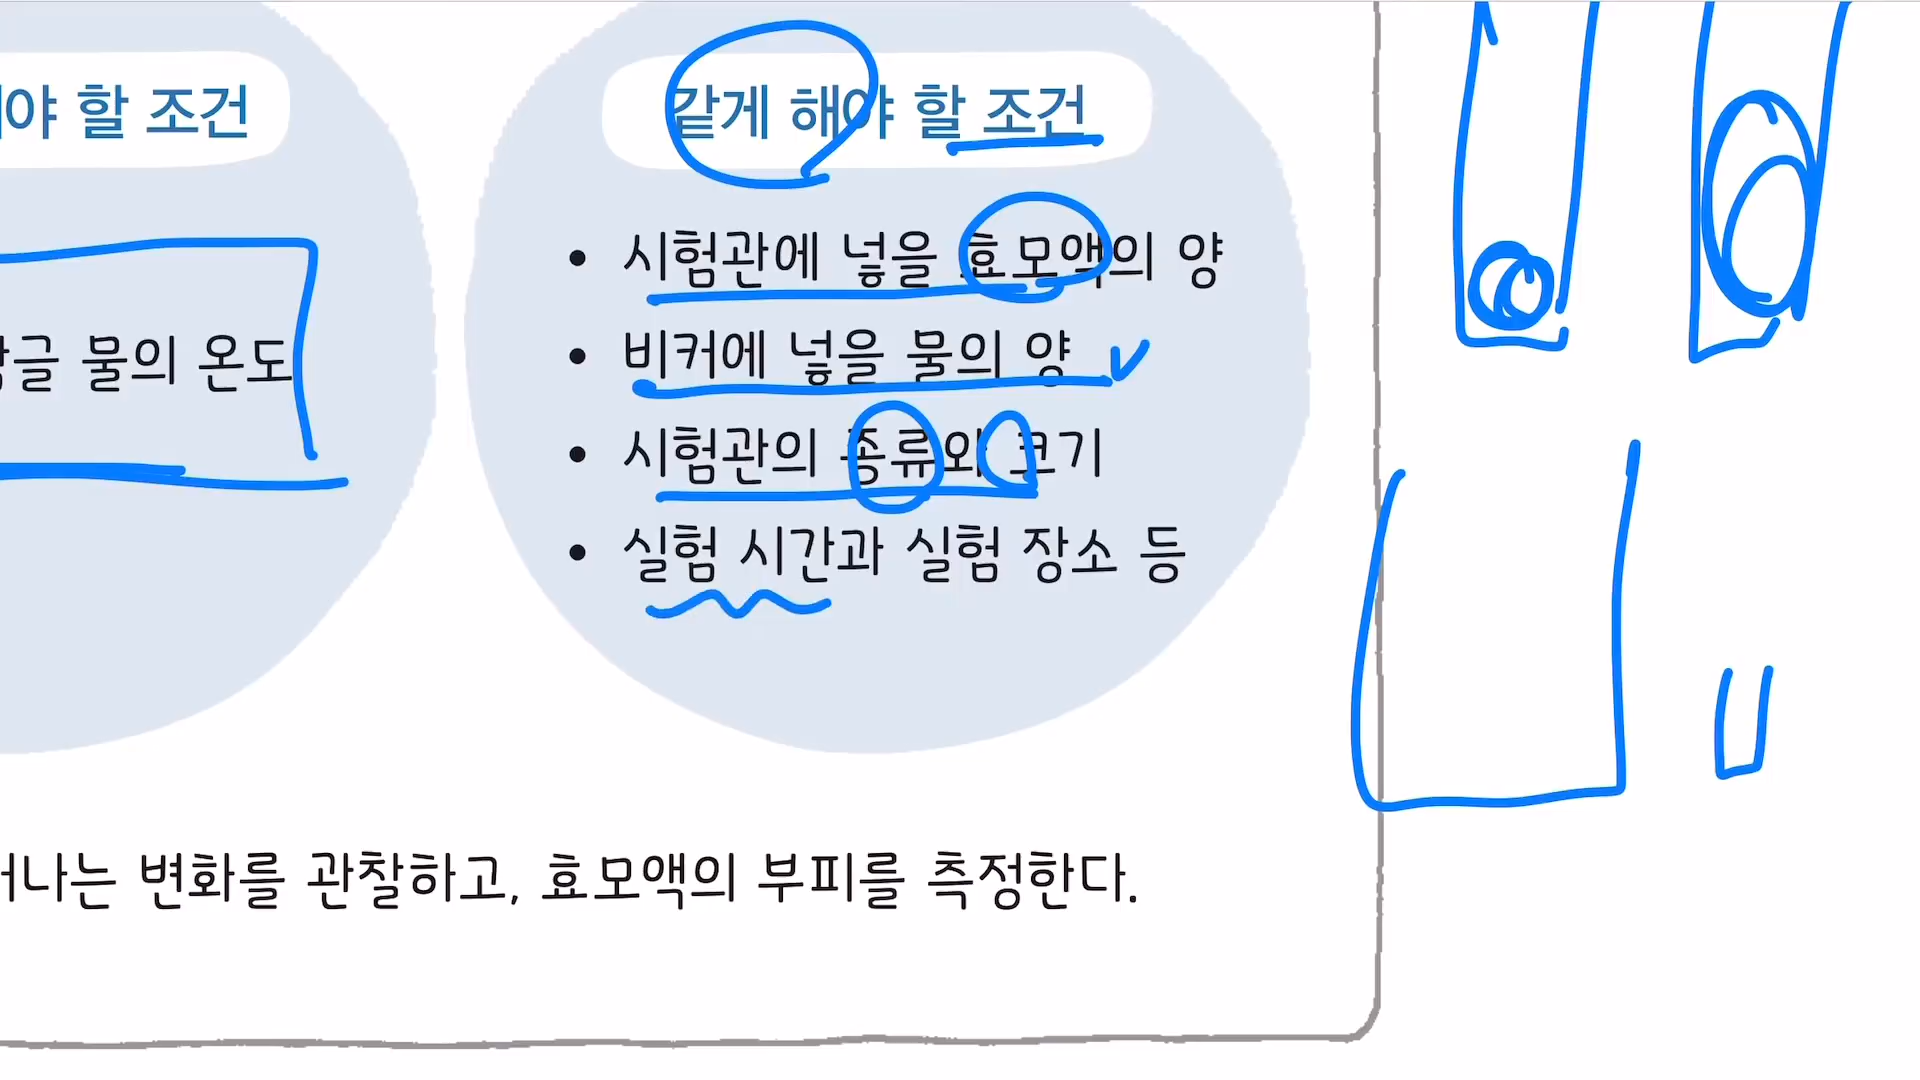 야 할 조건
글 물의 온도
같게 해야 할 조건
• 시험관에 넣을 효모액의 양
• 비커에 넣을 물의 양
• 시험관의 종류와 크기
• 실험 시간과 실험 장소 등
나는 변화를 관찰하고, 효모액의 부피를 측정한다.